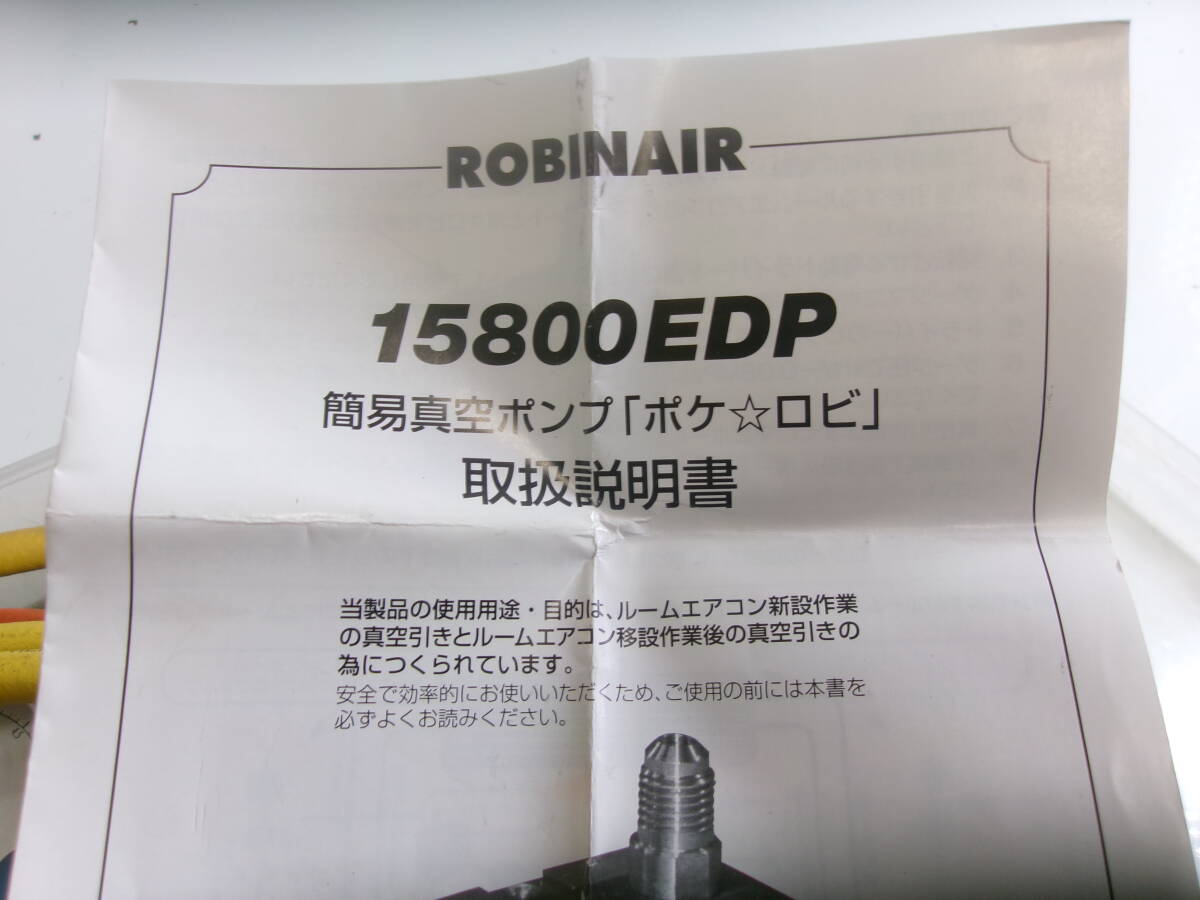 ROBINAIR
15800EDP
簡易真空ポンプ「ポケ☆ロビ」
取扱説明書
当製品の使用用途・目的は、ルームエアコン新設作業
の真空引きとルームエアコン移設作業後の真空引きの
為につくられています。
安全で効率的にお使いいただくため、ご使用の前には本書を
必ずよくお読みください。